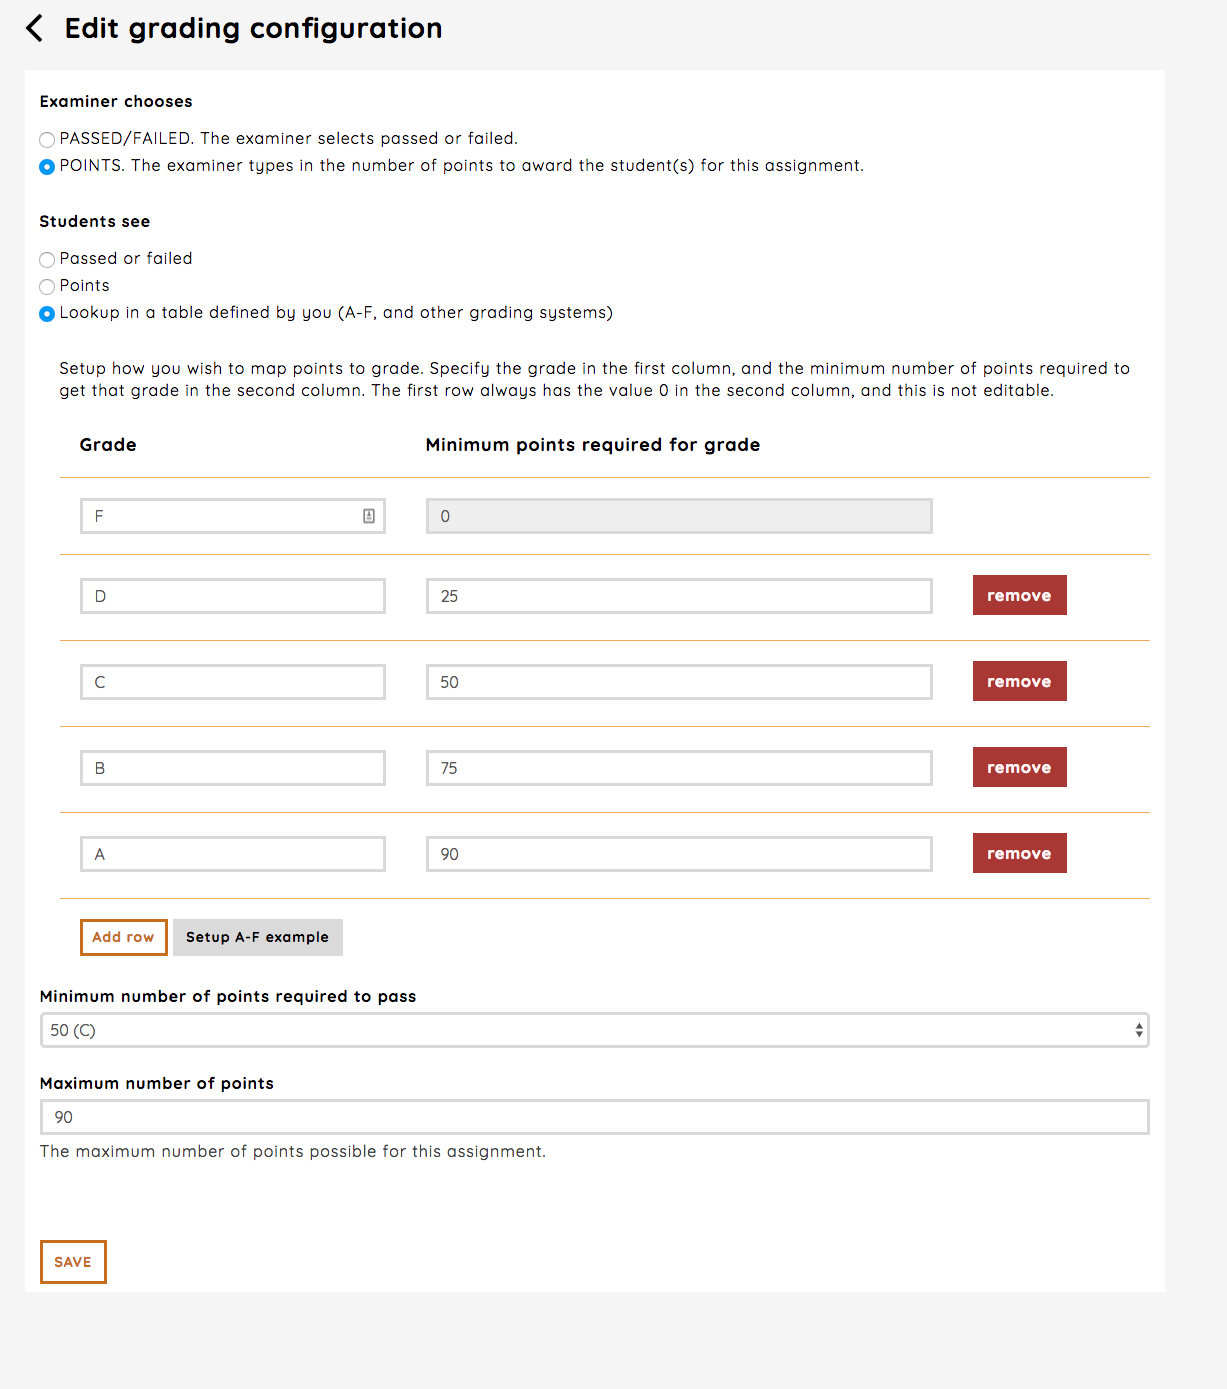 Edit grading configuration
Examiner chooses
PASSED/FAILED. The examiner selects passed or failed.
POINTS. The examiner types in the number of points to award the student(s) for this assignment.
Students see
Passed or failed
Points
Lookup in a table defined by you (A-F, and other grading systems)
Setup how you wish to map points to grade. Specify the grade in the first column, and the minimum number of points required to
get that grade in the second column. The first row always has the value 0 in the second column, and this is not editable.
Grade Minimum points required for grade
F 0
D 25 remove
C 50 remove
B 75 remove
A 90 remove
Add row Setup A-F example
Minimum number of points required to pass
50 (C)
Maximum number of points
90
The maximum number of points possible for this assignment.
SAVE